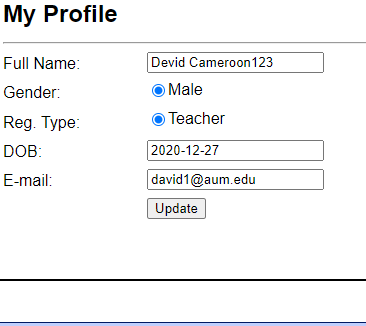 My Profile
Full Name: Devid Cameroon123
Gender: Male
Reg. Type: Teacher
DOB: 2020-12-27
E-mail: david1@aum.edu
Update